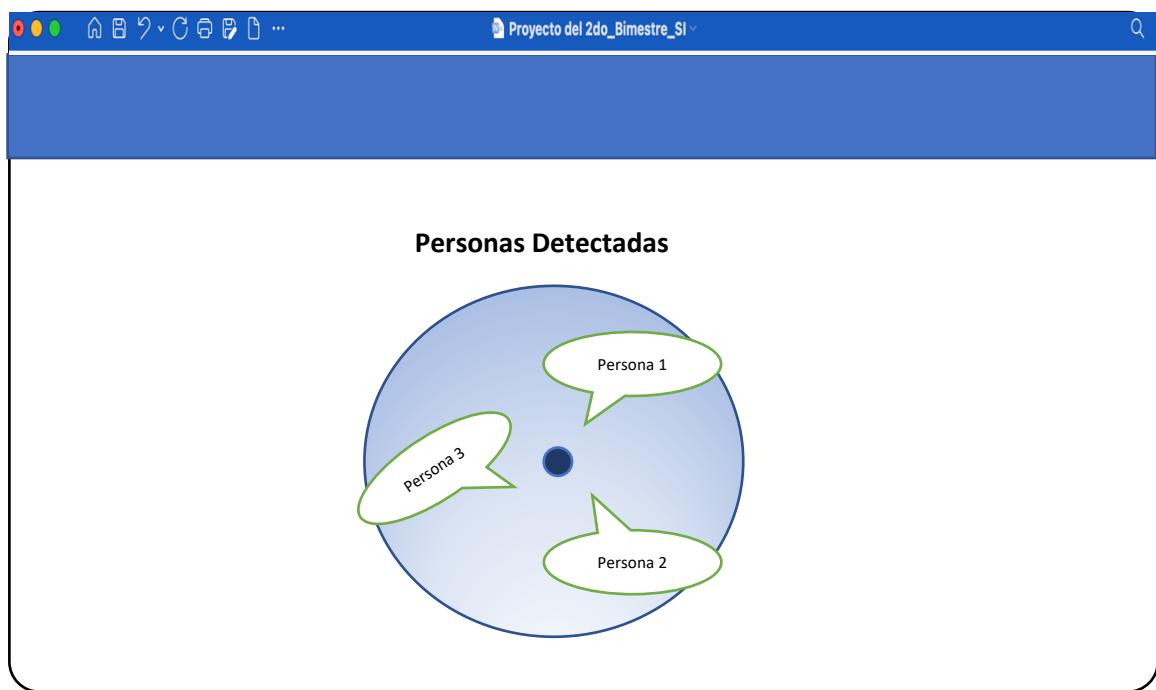 Proyecto del 2do_Bimestre_SI
Personas Detectadas
Persona 1
Persona 3
Persona 2